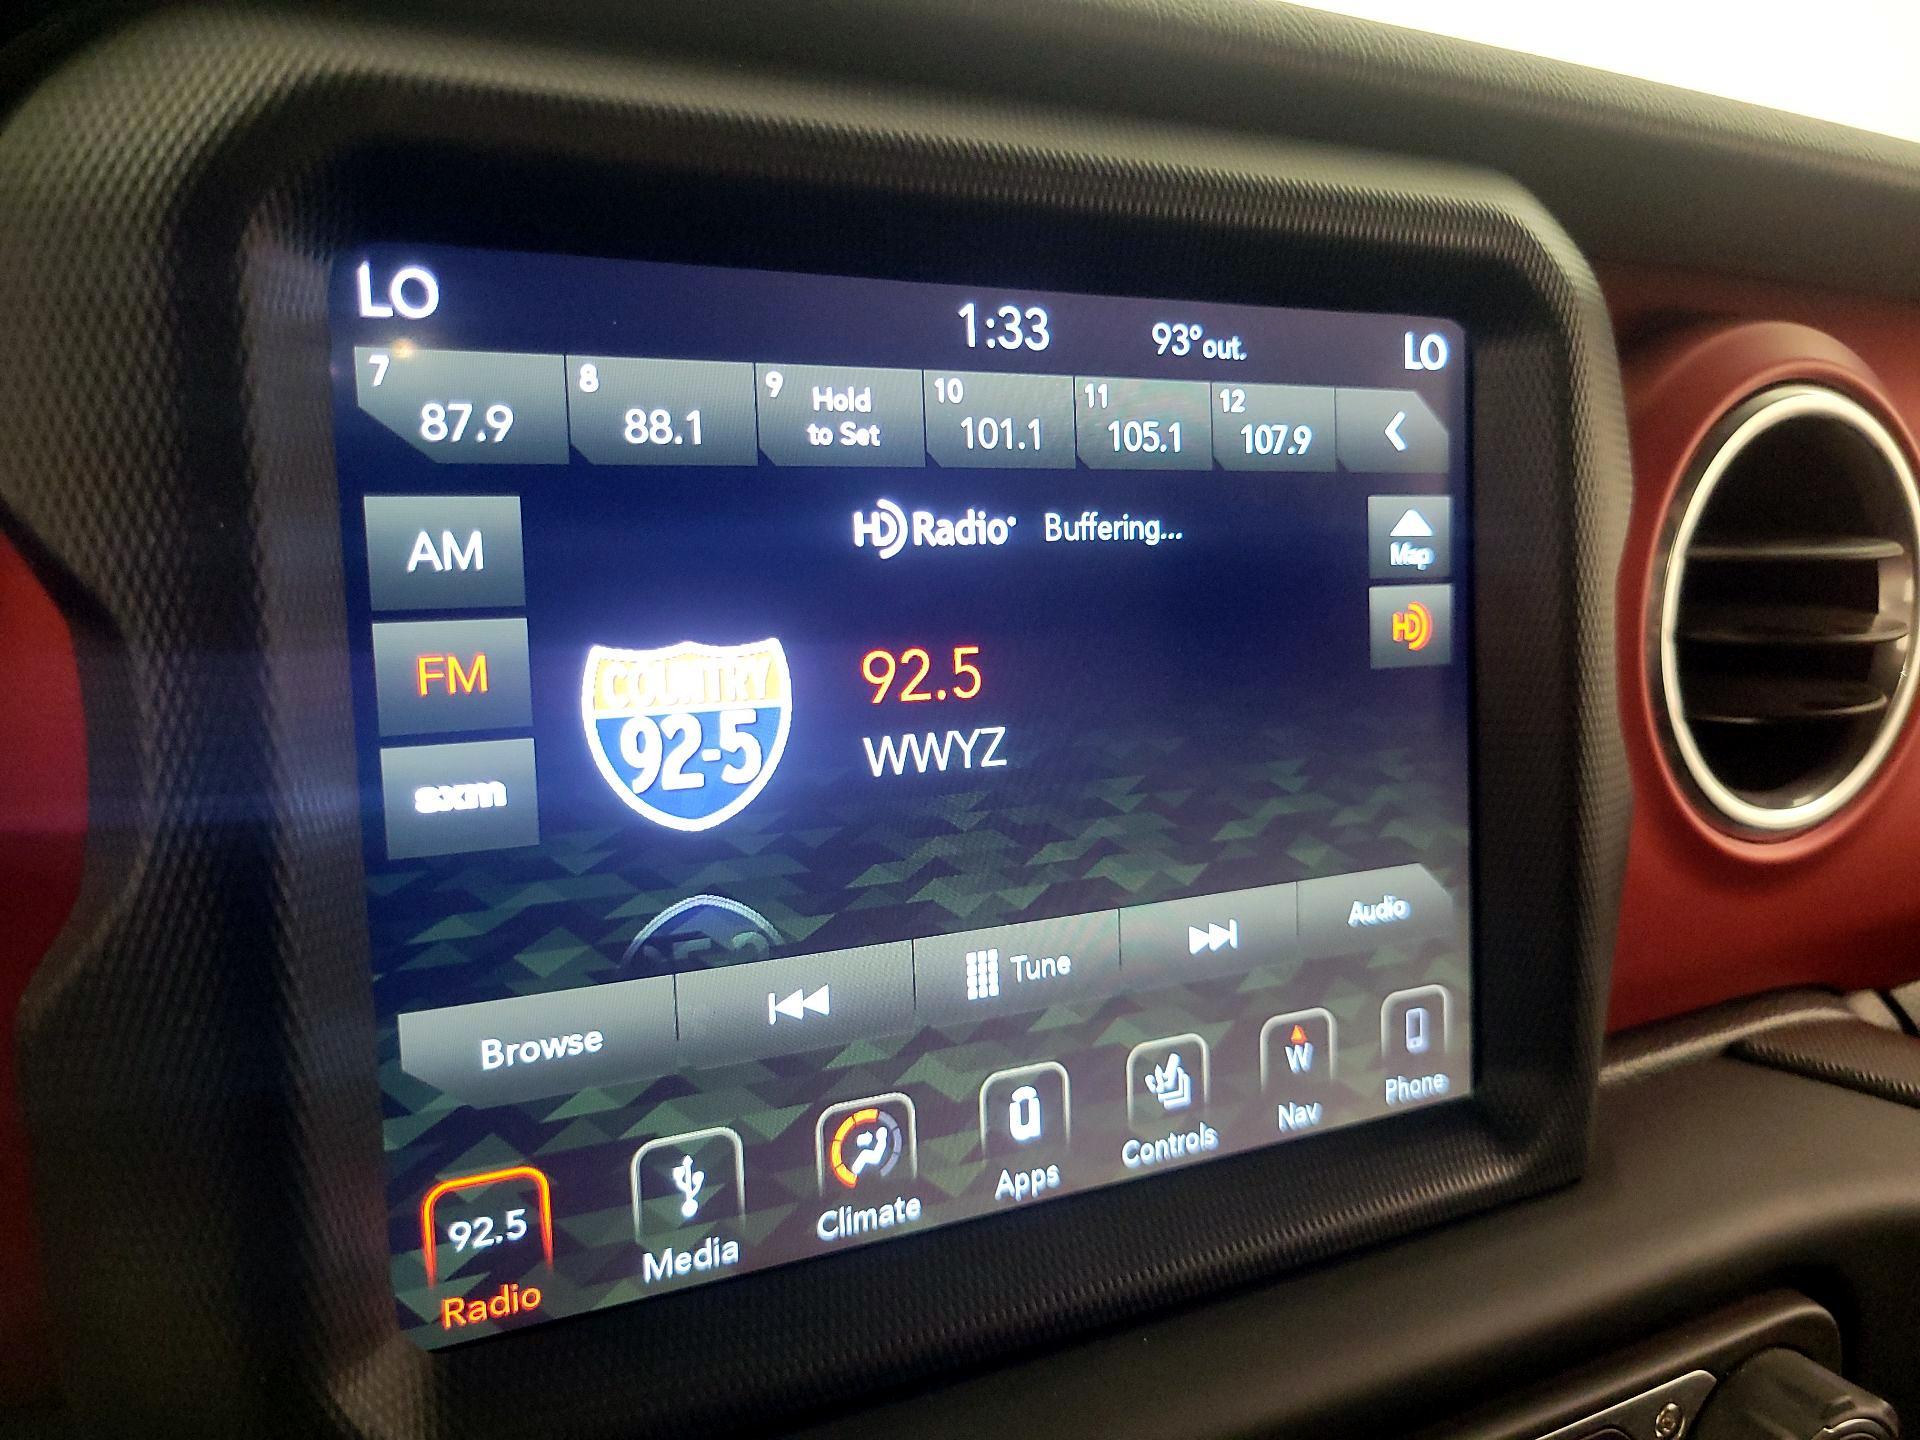 LO
1:33
93° out.
LO
7
87.9
8
88.1
9
Hold
to Set
10
101.1
11
105.1
12
107.9
AM
HD Radio
Buffering...
Map
FM
HD
COUNTRY
92-5
92.5
WWYZ
sxm
Browse
Tune
Audio
92.5
Radio
Media
Climate
Apps
Controls
W
Nav
Phone